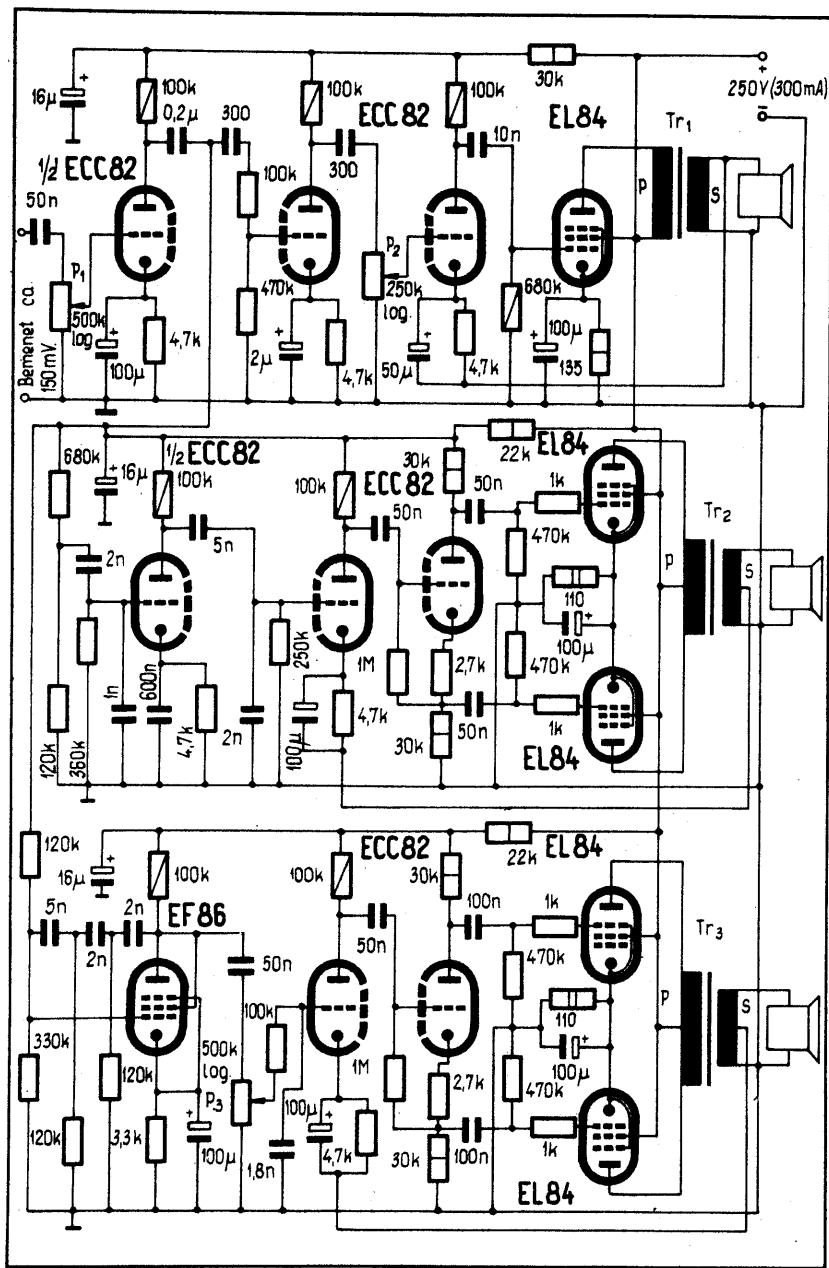 16µ
+
100k
0,2µ
300
100k
ECC82
300
100k
10n
30k
EL84
+
250V (300mA)
-
Tr1
P
S
½ ECC82
50n
P1
500k
log
100µ
+
4,7k
Bemenet ca.
150mV.
100k
470k
2µ
+
4,7k
P2
250k
log.
50µ
+
4,7k
680k
100µ
+
135
680k
16µ
+
½ ECC82
100k
5n
100k
ECC82
50n
30k
50n
22k
EL84
1k
470k
110
100µ
+
470k
1k
EL84
Tr2
P
S
2n
120k
360k
1n
600n
4,7k
2n
250k
1M
100µ
4,7k
2,7k
30k
50n
120k
16µ
+
100k
EF86
5n
2n
2n
50n
ECC82
100k
50n
30k
100n
22k
EL84
1k
470k
110
100µ
+
470k
1k
EL84
Tr3
P
S
330k
120k
120k
3,3k
100µ
+
500k
log.
P3
100k
1,8n
1M
100µ
+
4,7k
2,7k
30k
100n